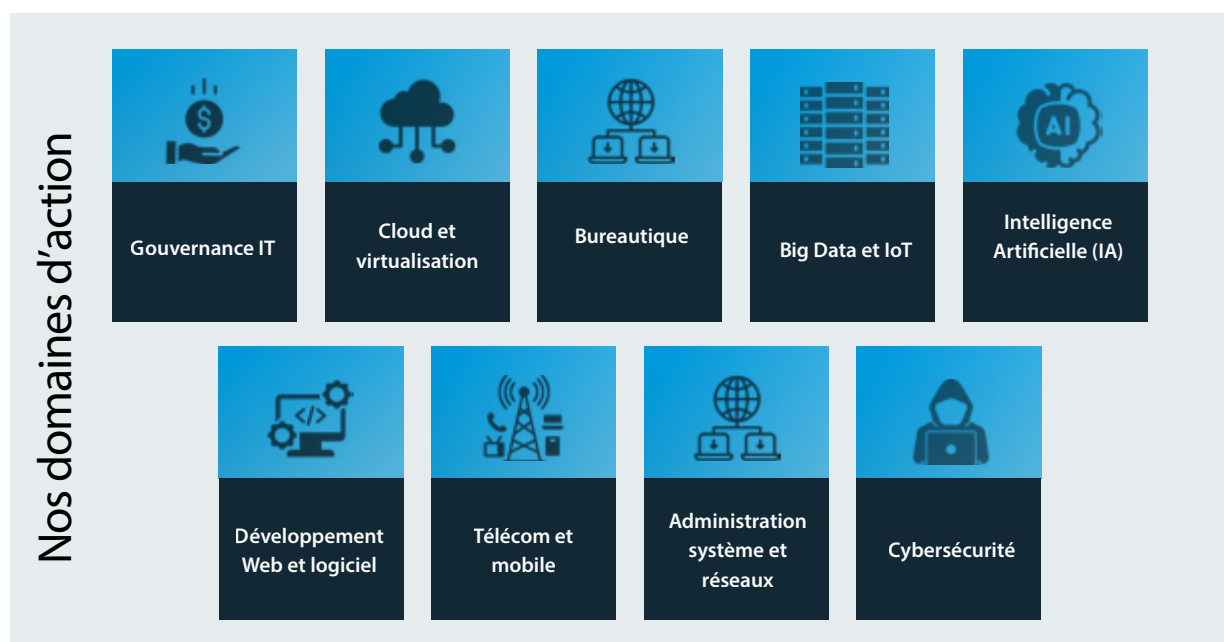 Nos domaines d’action
$
AI
Gouvernance IT
Cloud et
virtualisation
Bureautique
Big Data et IoT
Intelligence
Artificielle (IA)
</>
Développement
Web et logiciel
Télécom et
mobile
Administration
système et
réseaux
Cybersécurité